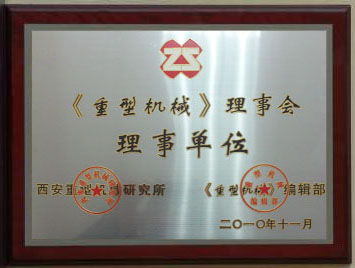 《重型机械》理事会
理事单位
西安重型机械研究所 《重型机械》编辑部
二〇一〇年十一月